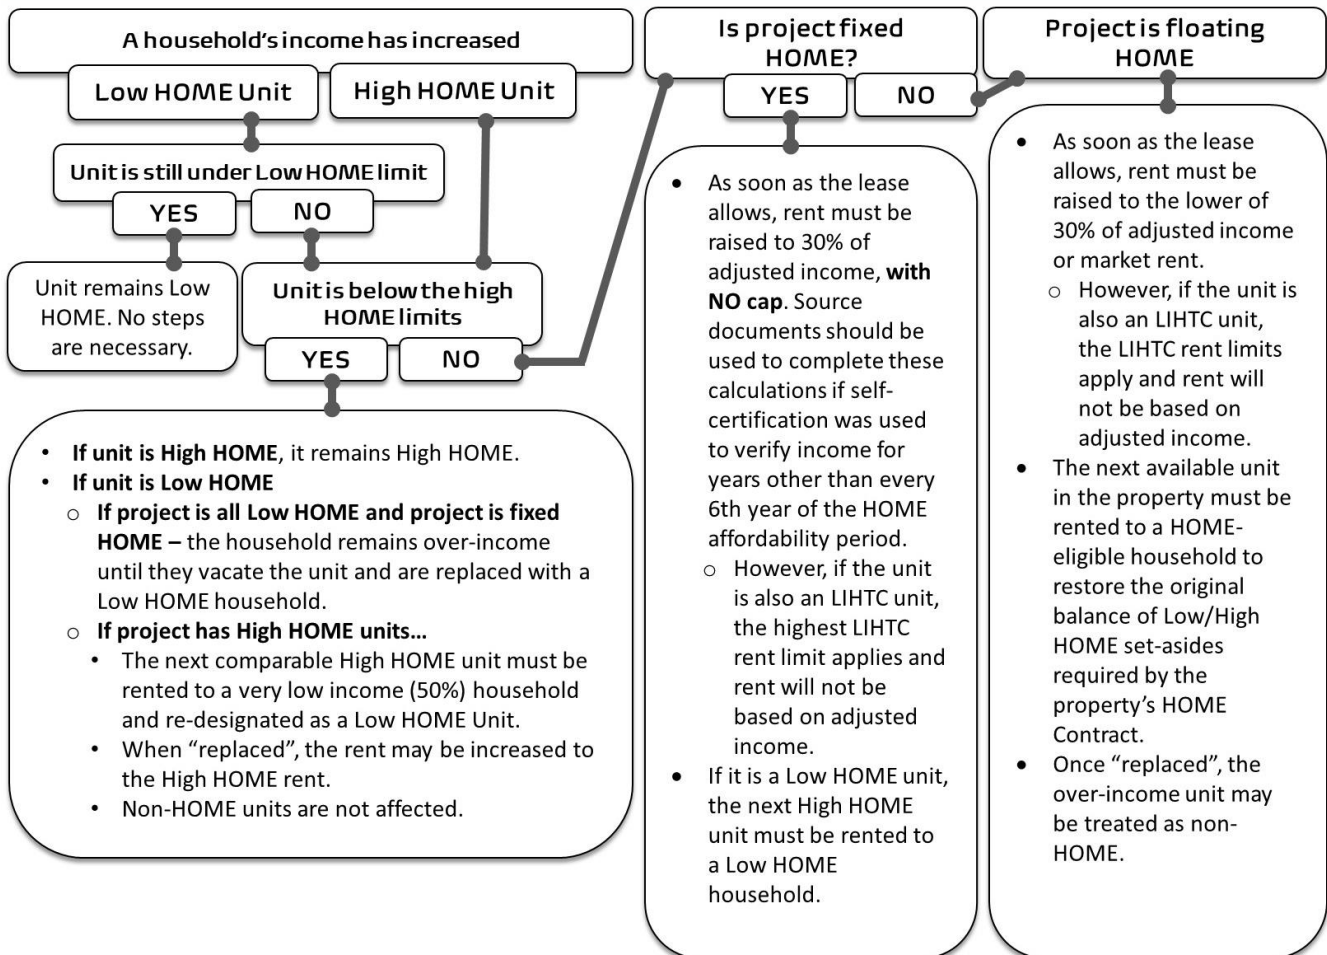 A household's income has increased
Low HOME Unit
High HOME Unit
Unit is still under Low HOME limit
YES
NO
Unit remains Low
HOME. No steps
are necessary.
Unit is below the high
HOME limits
YES
NO
• If unit is High HOME, it remains High HOME.
• If unit is Low HOME
o If project is all Low HOME and project is fixed
HOME – the household remains over-income
until they vacate the unit and are replaced with a
Low HOME household.
o If project has High HOME units...
• The next comparable High HOME unit must be
rented to a very low income (50%) household
and re-designated as a Low HOME Unit.
• When "replaced", the rent may be increased to
the High HOME rent.
• Non-HOME units are not affected.
Is project fixed
HOME?
YES
NO
• As soon as the lease
allows, rent must be
raised to 30% of
adjusted income, with
NO cap. Source
documents should be
used to complete these
calculations if self-
certification was used
to verify income for
years other than every
6th year of the HOME
affordability period.
o However, if the unit
is also an LIHTC unit,
the highest LIHTC
rent limit applies and
rent will not be
based on adjusted
income.
• If it is a Low HOME unit,
the next High HOME
unit must be rented to
a Low HOME
household.
Project is floating
HOME
• As soon as the lease
allows, rent must be
raised to the lower of
30% of adjusted income
or market rent.
o However, if the unit is
also an LIHTC unit,
the LIHTC rent limits
apply and rent will
not be based on
adjusted income.
• The next available unit
in the property must be
rented to a HOME-
eligible household to
restore the original
balance of Low/High
HOME set-asides
required by the
property's HOME
Contract.
• Once "replaced", the
over-income unit may
be treated as non-
HOME.